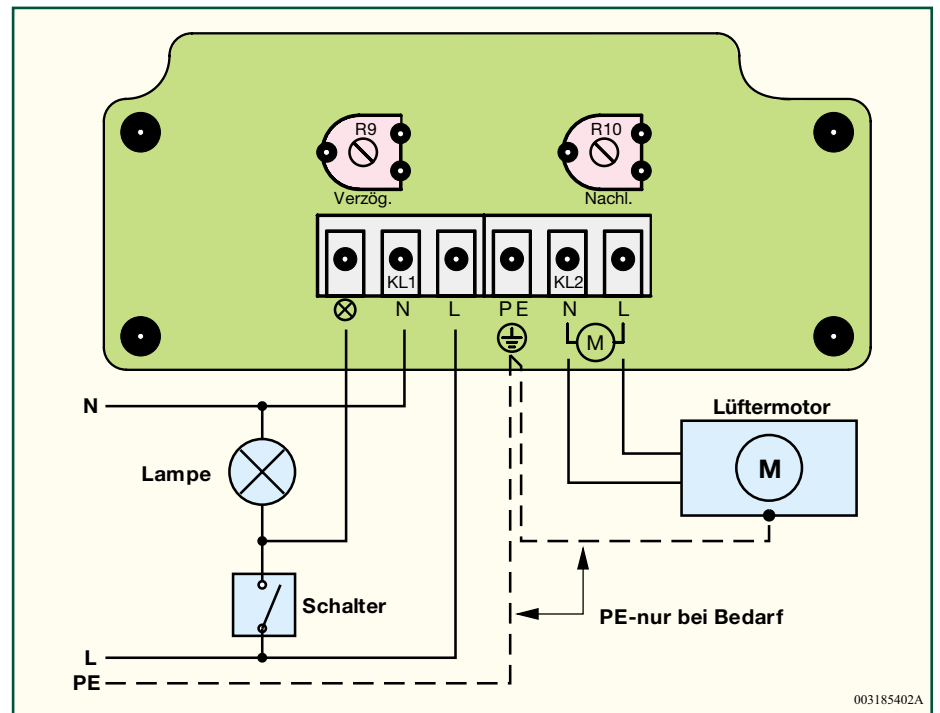 R9
R10
Verzög.
Nachl.
KL1
KL2
N
L
PE
N
L
M
N
Lüftermotor
Lampe
M
Schalter
PE-nur bei Bedarf
L
PE
003185402A